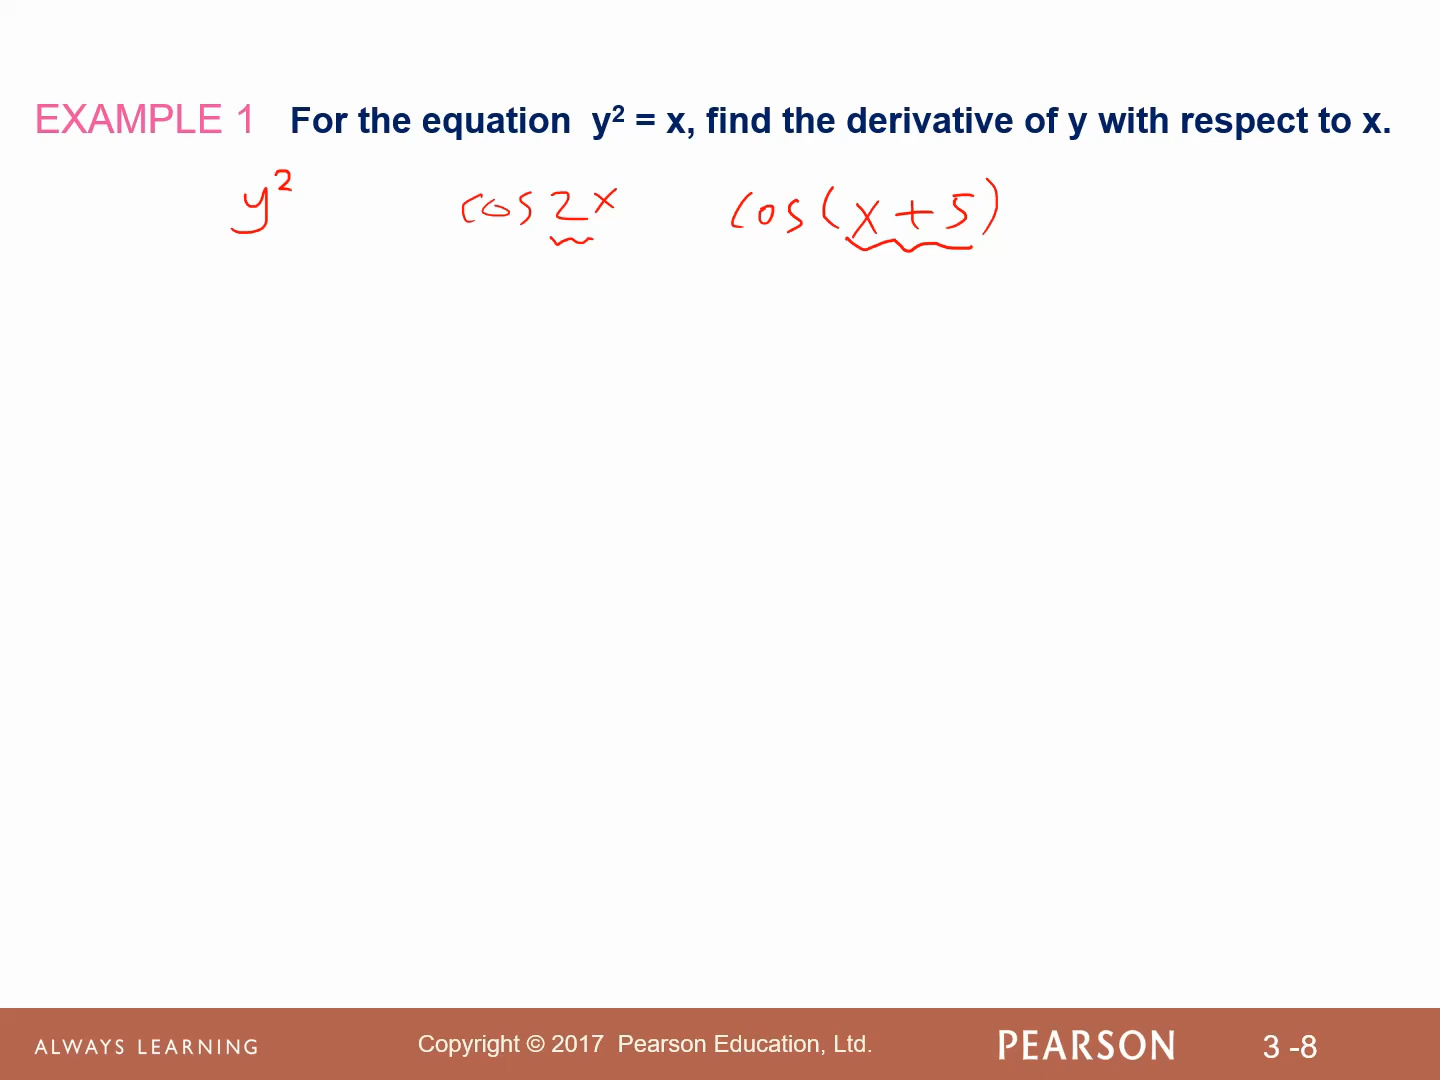 EXAMPLE 1 For the equation y² = x, find the derivative of y with respect to x.
y² cos 2x cos(x+5)
ALWAYS LEARNING Copyright © 2017 Pearson Education, Ltd. PEARSON 3 -8